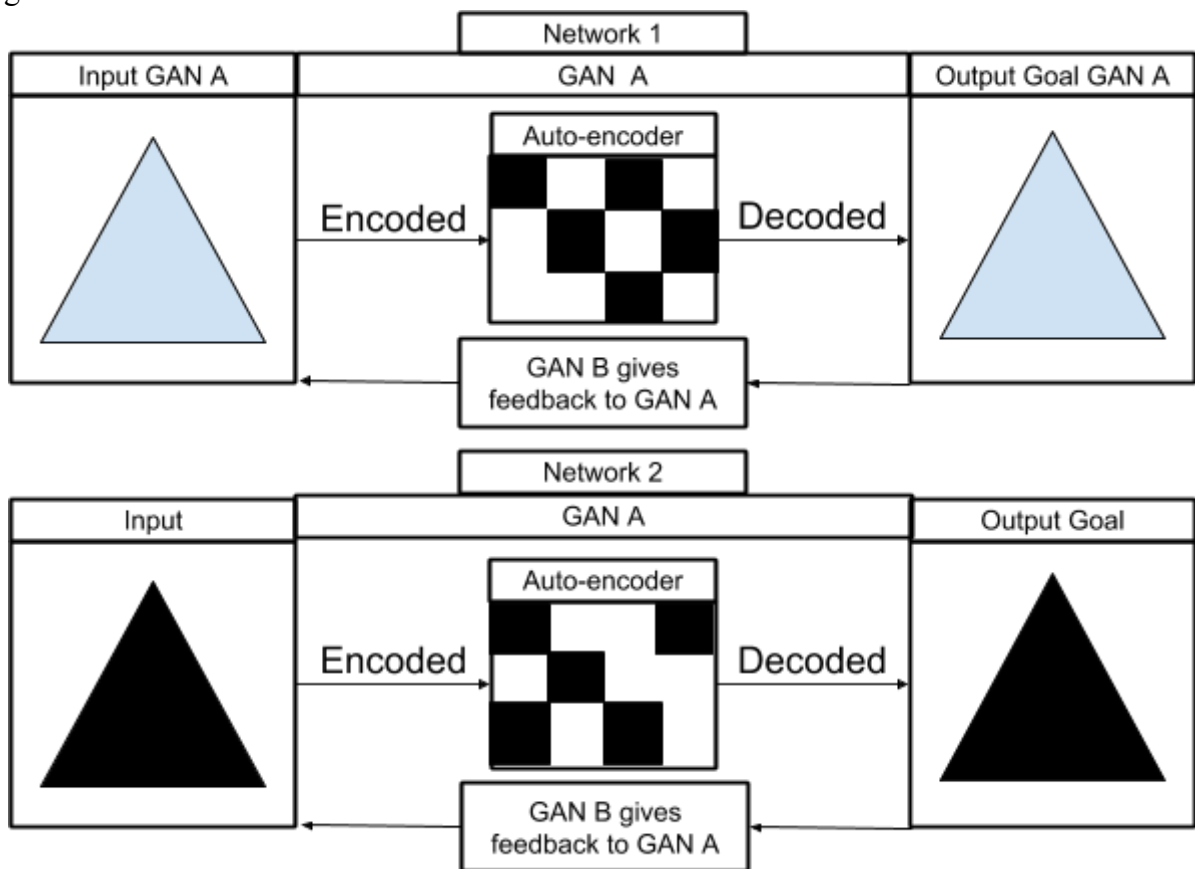 g
Network 1
Input GAN A
GAN A
Output Goal GAN A
Auto-encoder
Encoded
Decoded
GAN B gives
feedback to GAN A
Network 2
Input
GAN A
Output Goal
Auto-encoder
Encoded
Decoded
GAN B gives
feedback to GAN A